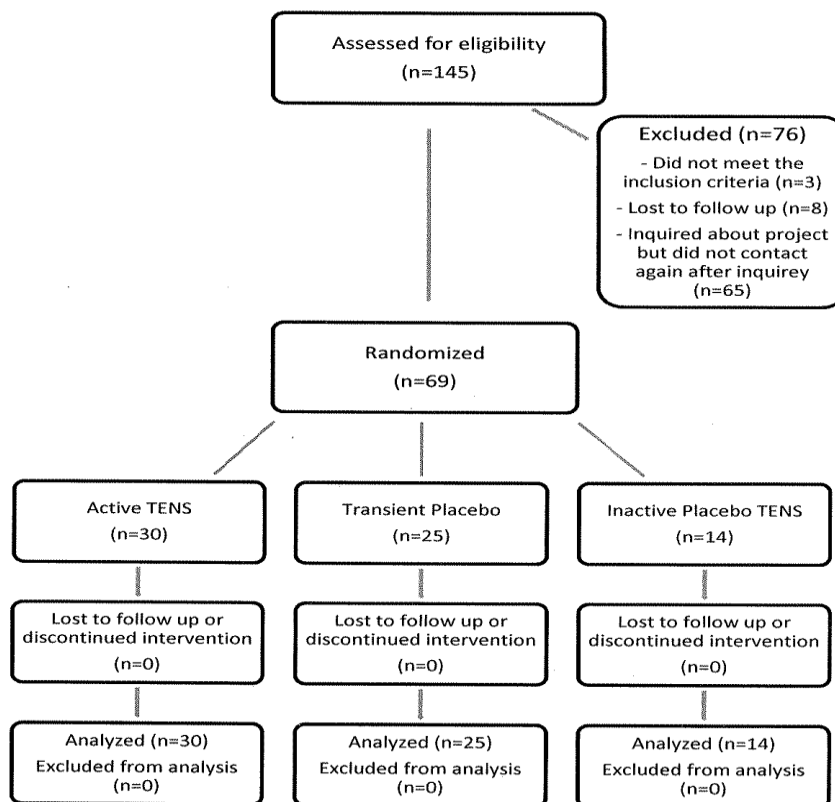 Assessed for eligibility
(n=145)
Excluded (n=76)
- Did not meet the
inclusion criteria (n=3)
- Lost to follow up (n=8)
- Inquired about project
but did not contact
again after inquirey
(n=65)
Randomized
(n=69)
Active TENS
(n=30)
Transient Placebo
(n=25)
Inactive Placebo TENS
(n=14)
Lost to follow up or
discontinued intervention
(n=0)
Lost to follow up or
discontinued intervention
(n=0)
Lost to follow up or
discontinued intervention
(n=0)
Analyzed (n=30)
Excluded from analysis
(n=0)
Analyzed (n=25)
Excluded from analysis
(n=0)
Analyzed (n=14)
Excluded from analysis
(n=0)